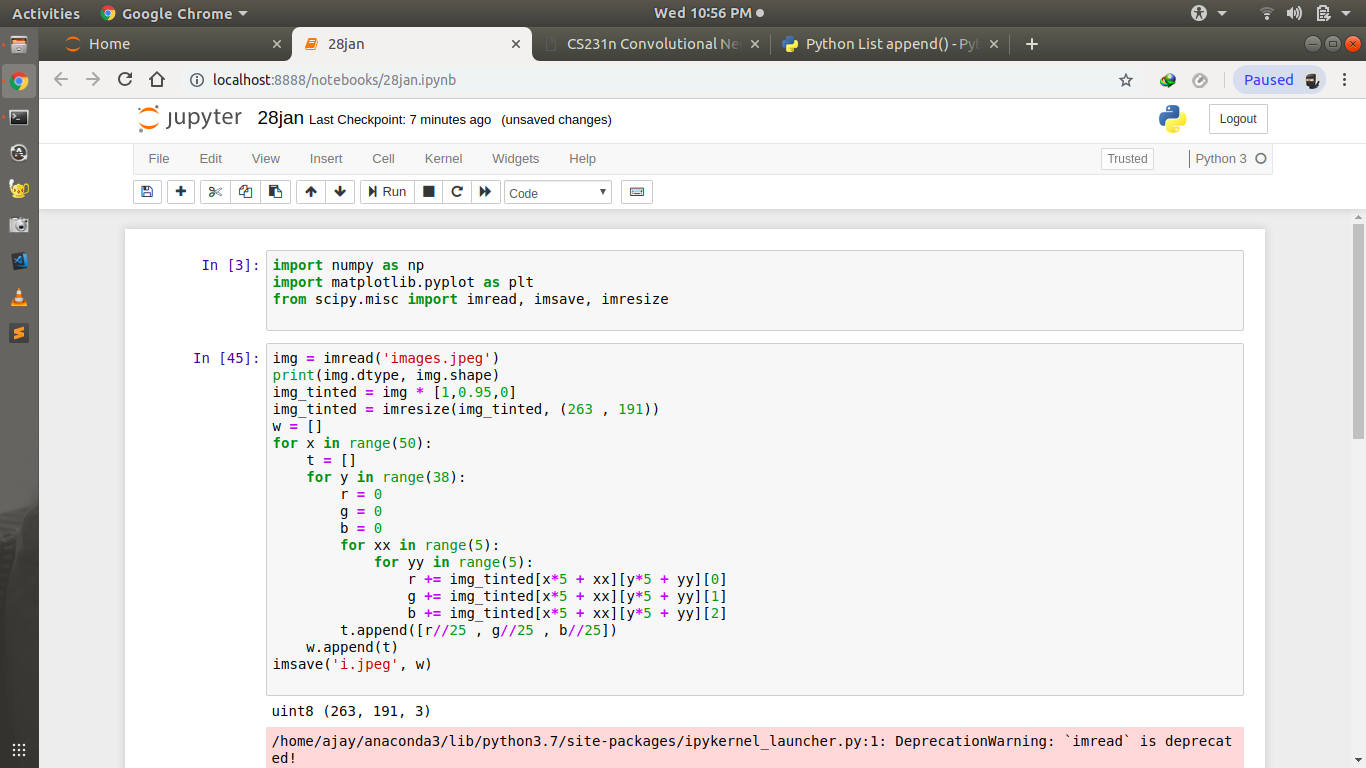 Activities Google Chrome Wed 10:56 PM
Home 28jan CS231n Convolutional Ne Python List append() - Pyt
localhost:8888/notebooks/28jan.ipynb Paused
jupyter 28jan Last Checkpoint: 7 minutes ago (unsaved changes) Logout
File Edit View Insert Cell Kernel Widgets Help Trusted Python 3
Run Code
In [3]: import numpy as np
import matplotlib.pyplot as plt
from scipy.misc import imread, imsave, imresize
In [45]: img = imread('images.jpeg')
print(img.dtype, img.shape)
img_tinted = img * [1,0.95,0]
img_tinted = imresize(img_tinted, (263 , 191))
w = []
for x in range(50):
    t = []
    for y in range(38):
        r = 0
        g = 0
        b = 0
        for xx in range(5):
            for yy in range(5):
                r += img_tinted[x*5 + xx][y*5 + yy][0]
                g += img_tinted[x*5 + xx][y*5 + yy][1]
                b += img_tinted[x*5 + xx][y*5 + yy][2]
        t.append([r//25 , g//25 , b//25])
    w.append(t)
imsave('i.jpeg', w)
uint8 (263, 191, 3)
/home/ajay/anaconda3/lib/python3.7/site-packages/ipykernel_launcher.py:1: DeprecationWarning: `imread` is deprecat
ed!